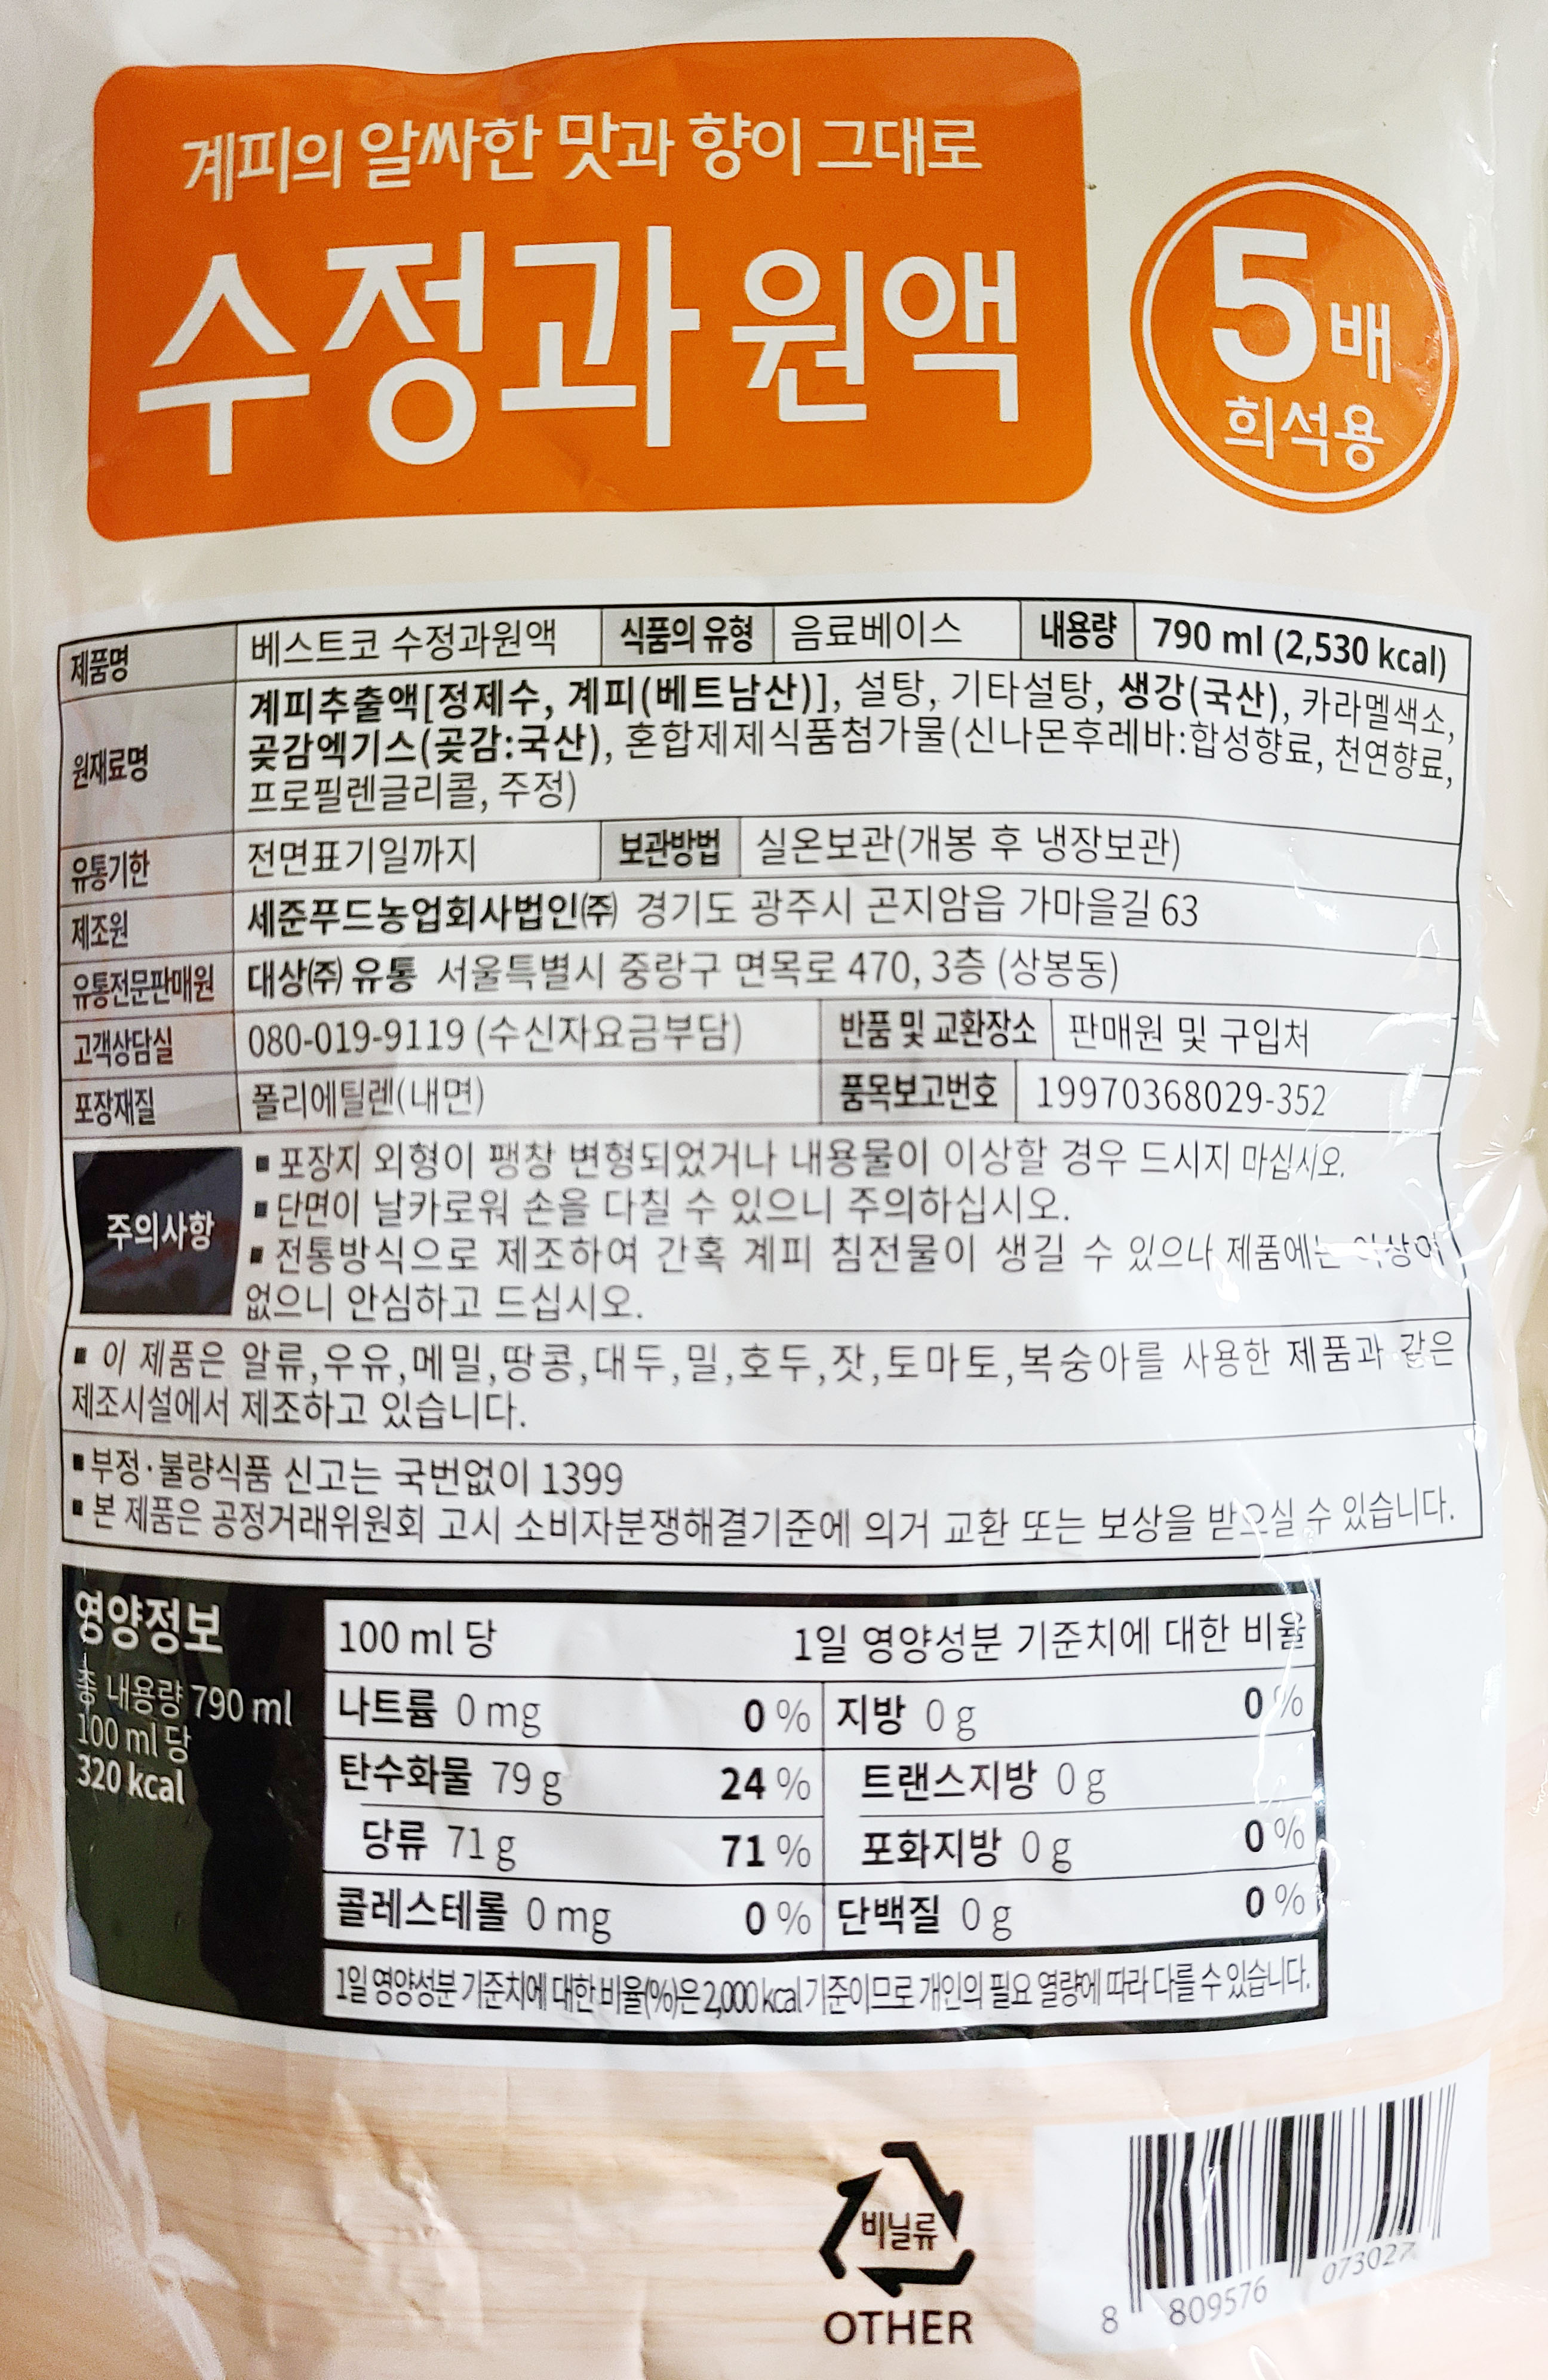 계피의 알싸한 맛과 향이 그대로
수정과 원액
5배
희석용
제품명 베스트코 수정과원액 식품의 유형 음료베이스 내용량 790 ml (2,530 kcal)
원재료명 계피추출액[정제수, 계피(베트남산)], 설탕, 기타설탕, 생강(국산), 카라멜색소,
곶감엑기스(곶감:국산), 혼합제제식품첨가물(신나몬후레바:합성향료, 천연향료,
프로필렌글리콜, 주정)
유통기한 전면표기일까지 보관방법 실온보관(개봉 후 냉장보관)
제조원 세준푸드농업회사법인㈜ 경기도 광주시 곤지암읍 가마을길 63
유통전문판매원 대상㈜ 유통 서울특별시 중랑구 면목로 470, 3층 (상봉동)
고객상담실 080-019-9119 (수신자요금부담) 반품 및 교환장소 판매원 및 구입처
포장재질 폴리에틸렌(내면) 품목보고번호 19970368029-352
주의사항
▪ 포장지 외형이 팽창 변형되었거나 내용물이 이상할 경우 드시지 마십시오.
▪ 단면이 날카로워 손을 다칠 수 있으니 주의하십시오.
▪ 전통방식으로 제조하여 간혹 계피 침전물이 생길 수 있으나 제품에는 이상이
없으니 안심하고 드십시오.
▪ 이 제품은 알류,우유,메밀,땅콩,대두,밀,호두,잣,토마토,복숭아를 사용한 제품과 같은
제조시설에서 제조하고 있습니다.
▪ 부정·불량식품 신고는 국번없이 1399
▪ 본 제품은 공정거래위원회 고시 소비자분쟁해결기준에 의거 교환 또는 보상을 받으실 수 있습니다.
영양정보
총 내용량 790 ml
100 ml 당
320 kcal
100 ml 당 1일 영양성분 기준치에 대한 비율
나트륨 0 mg 0 % 지방 0 g 0 %
탄수화물 79 g 24 % 트랜스지방 0 g
당류 71 g 71 % 포화지방 0 g 0 %
콜레스테롤 0 mg 0 % 단백질 0 g 0 %
1일 영양성분 기준치에 대한 비율(%)은 2,000 kcal 기준이므로 개인의 필요 열량에 따라 다를 수 있습니다.
비닐류
OTHER
8 809576 073027